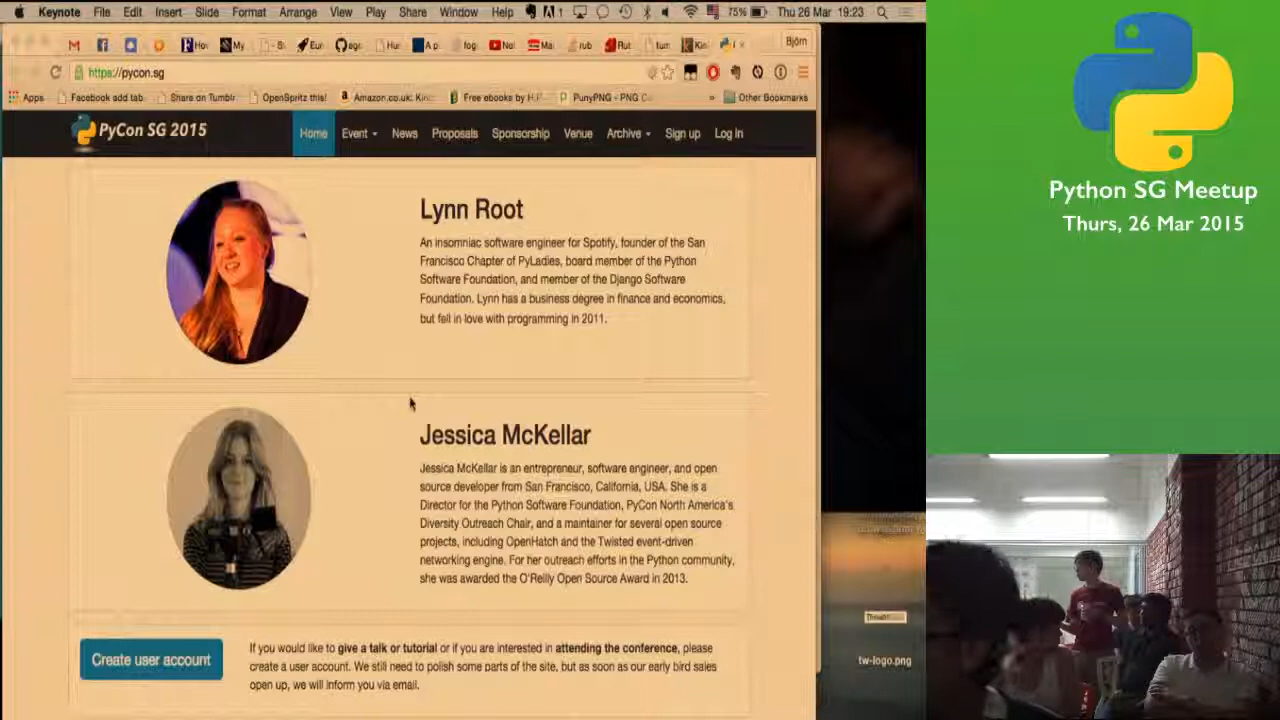 Keynote File Edit Insert Slide Format Arrange View Play Share Window Help 1 75% Thu 26 Mar 19:23
Björn
https://pycon.sg
Apps Facebook add tab Share on Tumblr OpenSpritz this! Amazon.co.uk: Kinc Free ebooks by H.P PunyPNG - PNG C » Other Bookmarks
PyCon SG 2015 Home Event News Proposals Sponsorship Venue Archive Sign up Log in
Lynn Root
An insomniac software engineer for Spotify, founder of the San
Francisco Chapter of PyLadies, board member of the Python
Software Foundation, and member of the Django Software
Foundation. Lynn has a business degree in finance and economics,
but fell in love with programming in 2011.
Jessica McKellar
Jessica McKellar is an entrepreneur, software engineer, and open
source developer from San Francisco, California, USA. She is a
Director for the Python Software Foundation, PyCon North America's
Diversity Outreach Chair, and a maintainer for several open source
projects, including OpenHatch and the Twisted event-driven
networking engine. For her outreach efforts in the Python community,
she was awarded the O'Reilly Open Source Award in 2013.
Create user account
If you would like to give a talk or tutorial or if you are interested in attending the conference, please
create a user account. We still need to polish some parts of the site, but as soon as our early bird sales
open up, we will inform you via email.
tw-logo.png
Python SG Meetup
Thurs, 26 Mar 2015